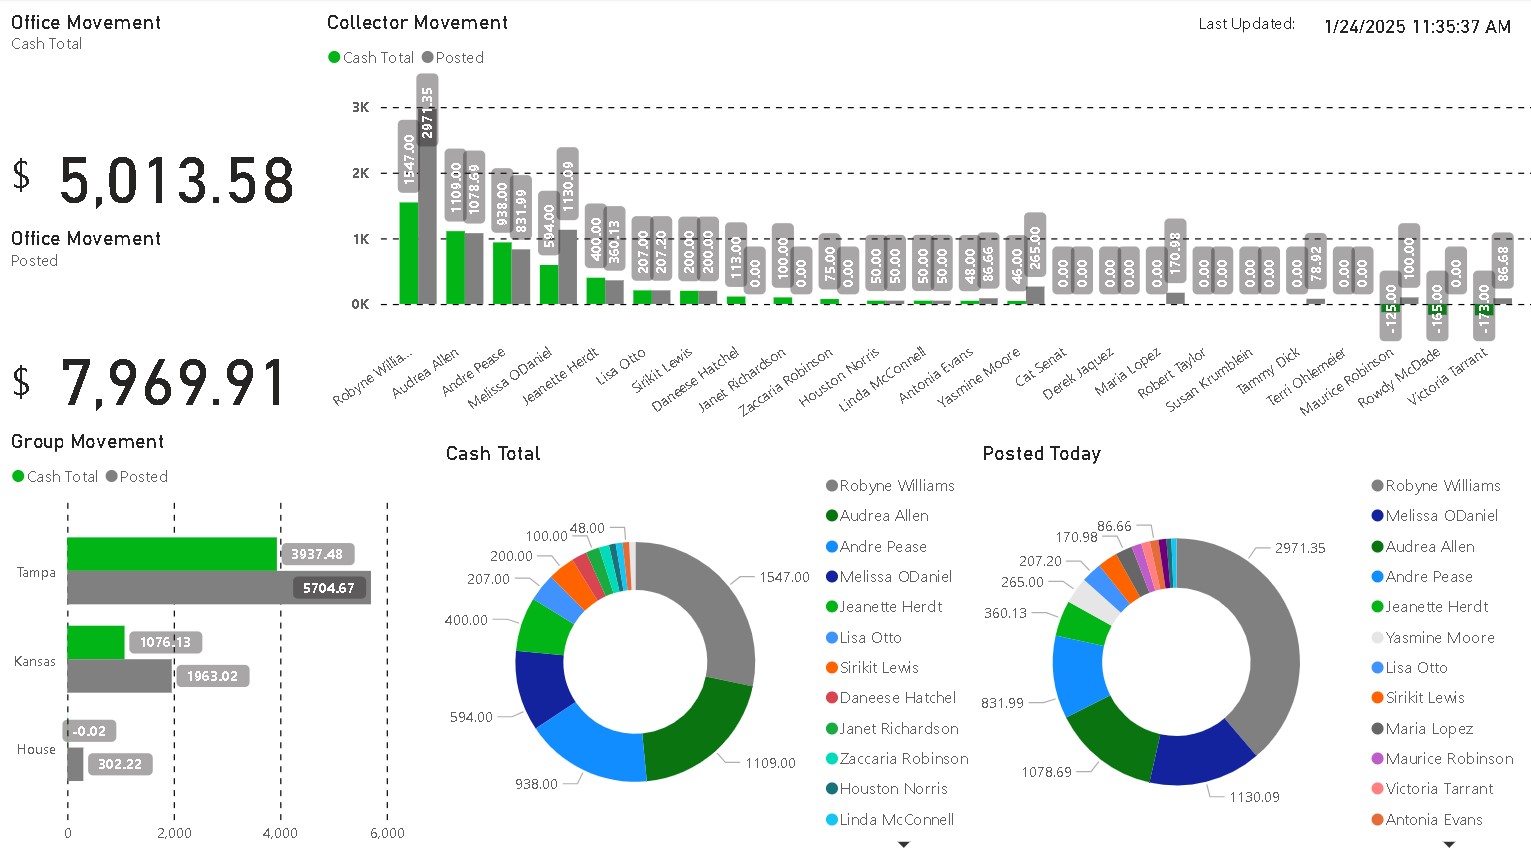 Office Movement
Cash Total
$ 5,013.58
Office Movement
Posted
$ 7,969.91
Collector Movement
Last Updated: 1/24/2025 11:35:37 AM
Cash Total Posted
3K
2K
1K
0K
1547.00 2971.35
1109.00 1078.69
938.00 831.99
594.00 1130.09
400.00 360.13
207.00 207.20
200.00 200.00
113.00 0.00
100.00 0.00
75.00 0.00
50.00 50.00
50.00 50.00
48.00 86.66
46.00 265.00
0.00 0.00
0.00 0.00
0.00 170.98
0.00 0.00
0.00 0.00
0.00 78.92
0.00 0.00
-125.00 100.00
-165.00 0.00
-173.00 86.68
Robyne Willia...
Audrea Allen
Andre Pease
Melissa ODaniel
Jeanette Herdt
Lisa Otto
Sirikit Lewis
Daneese Hatchel
Janet Richardson
Zaccaria Robinson
Houston Norris
Linda McConnell
Antonia Evans
Yasmine Moore
Cat Senat
Derek Jaquez
Maria Lopez
Robert Taylor
Susan Krumblein
Tammy Dick
Terri Ohlemeier
Maurice Robinson
Rowdy McDade
Victoria Tarrant
Group Movement
Cash Total Posted
Tampa
3937.48
5704.67
Kansas
1076.13
1963.02
House
-0.02
302.22
0 2,000 4,000 6,000
Cash Total
48.00
100.00
200.00
207.00
400.00
594.00
938.00
1109.00
1547.00
Robyne Williams
Audrea Allen
Andre Pease
Melissa ODaniel
Jeanette Herdt
Lisa Otto
Sirikit Lewis
Daneese Hatchel
Janet Richardson
Zaccaria Robinson
Houston Norris
Linda McConnell
Posted Today
86.66
170.98
207.20
265.00
360.13
831.99
1078.69
1130.09
2971.35
Robyne Williams
Melissa ODaniel
Audrea Allen
Andre Pease
Jeanette Herdt
Yasmine Moore
Lisa Otto
Sirikit Lewis
Maria Lopez
Maurice Robinson
Victoria Tarrant
Antonia Evans